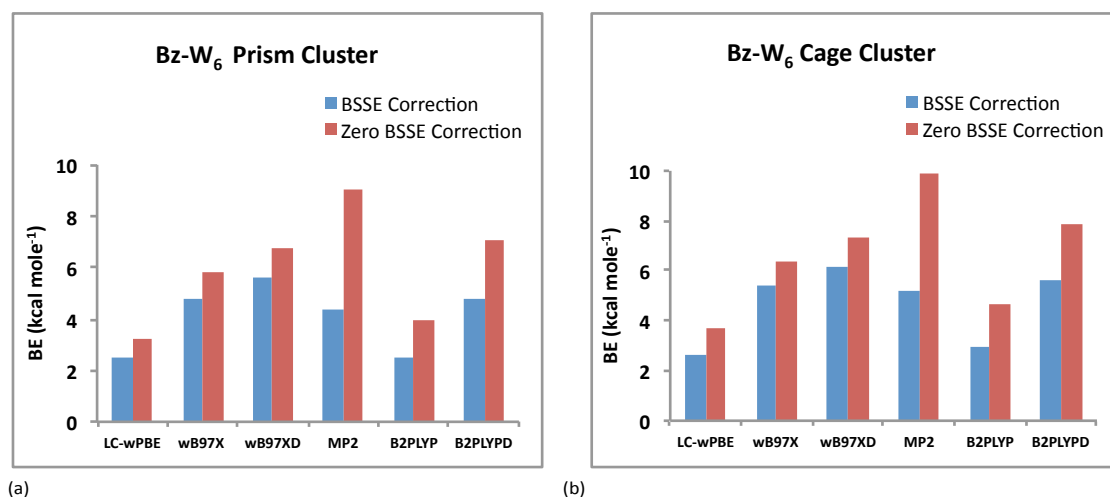 Bz-W6 Prism Cluster
BSSE Correction
Zero BSSE Correction
BE (kcal mole-1)
10
8
6
4
2
0
LC-wPBE wB97X wB97XD MP2 B2PLYP B2PLYPD
(a)
Bz-W6 Cage Cluster
BSSE Correction
Zero BSSE Correction
BE (kcal mole-1)
10
8
6
4
2
0
LC-wPBE wB97X wB97XD MP2 B2PLYP B2PLYPD
(b)